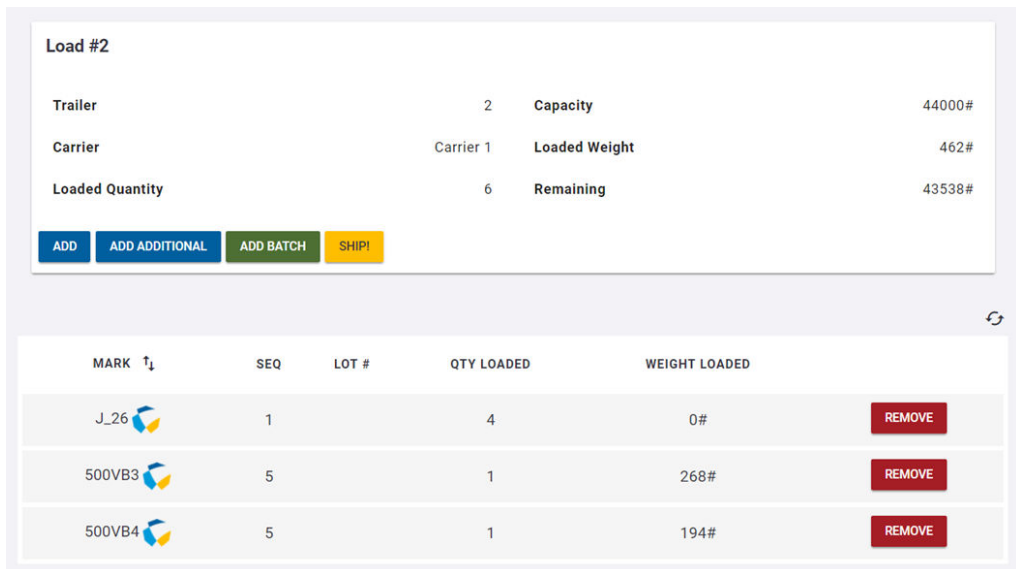 Load #2
Trailer 2 Capacity 44000#
Carrier Carrier 1 Loaded Weight 462#
Loaded Quantity 6 Remaining 43538#
ADD ADD ADDITIONAL ADD BATCH SHIP!
MARK SEQ LOT # QTY LOADED WEIGHT LOADED
J_26 1 4 0# REMOVE
500VB3 5 1 268# REMOVE
500VB4 5 1 194# REMOVE